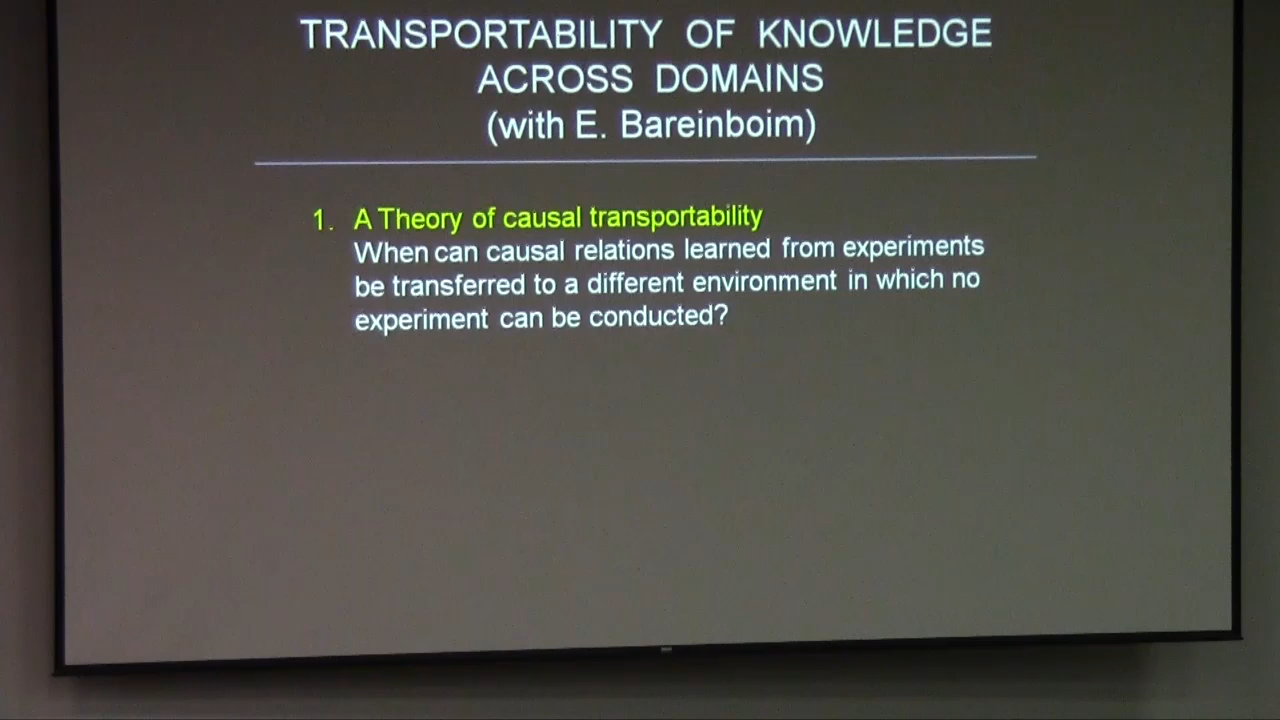 TRANSPORTABILITY OF KNOWLEDGE
ACROSS DOMAINS
(with E. Bareinboim)
1. A Theory of causal transportability
When can causal relations learned from experiments
be transferred to a different environment in which no
experiment can be conducted?